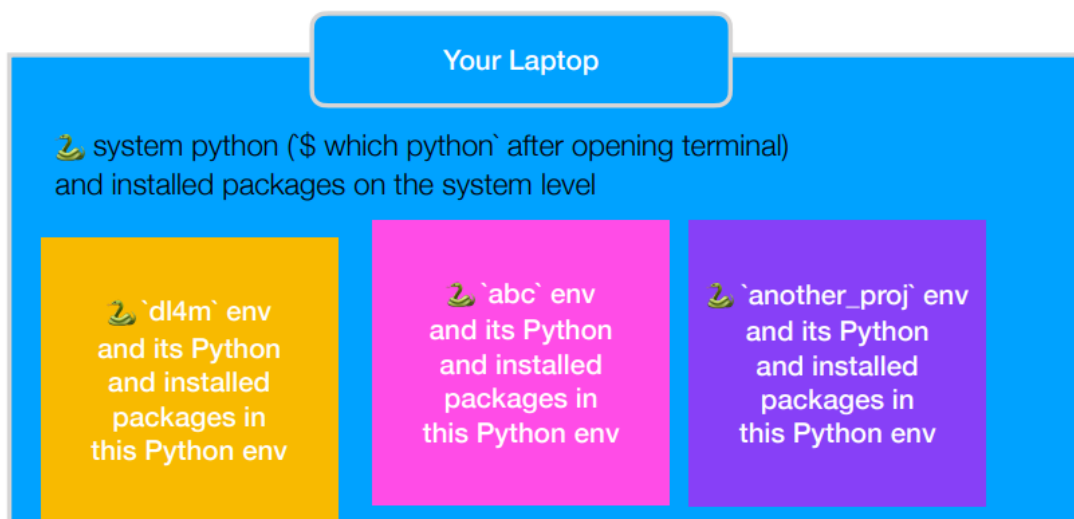 Your Laptop
🐍 system python ('$ which python` after opening terminal)
and installed packages on the system level
🐍 `dl4m` env
and its Python
and installed
packages in
this Python env
🐍 `abc` env
and its Python
and installed
packages in
this Python env
🐍 `another_proj` env
and its Python
and installed
packages in
this Python env